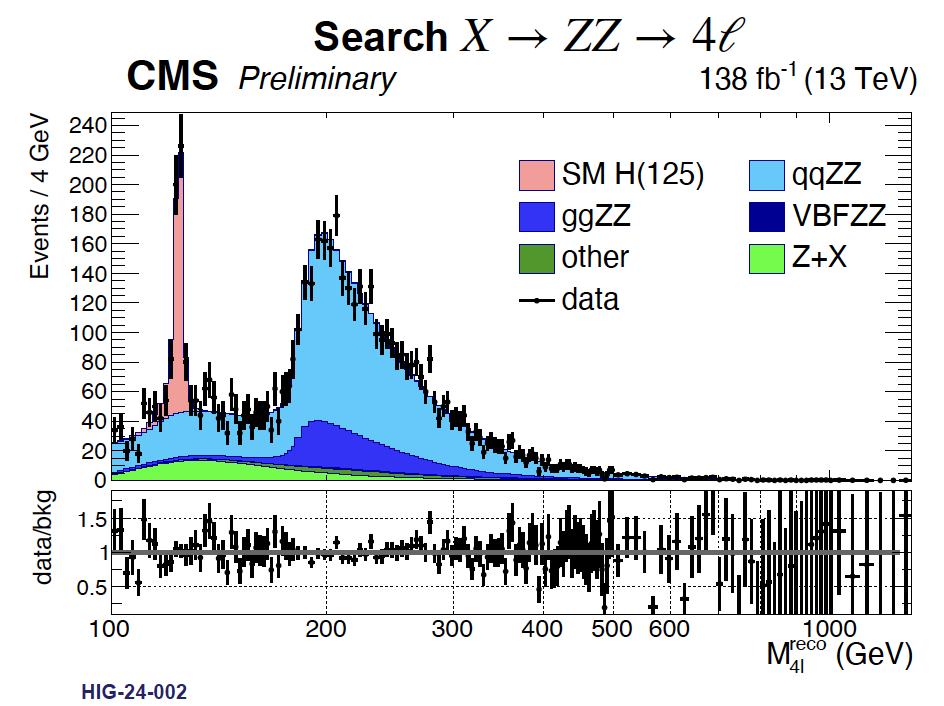 Search X → ZZ → 4ℓ
CMS Preliminary 138 fb⁻¹ (13 TeV)
Events / 4 GeV
240
220
200
180
160
140
120
100
80
60
40
20
0
SM H(125) qqZZ
ggZZ VBFZZ
other Z+X
data
data/bkg
1.5
1
0.5
100 200 300 400 500 600 1000
M₄ₗʳᵉᶜᵒ (GeV)
HIG-24-002